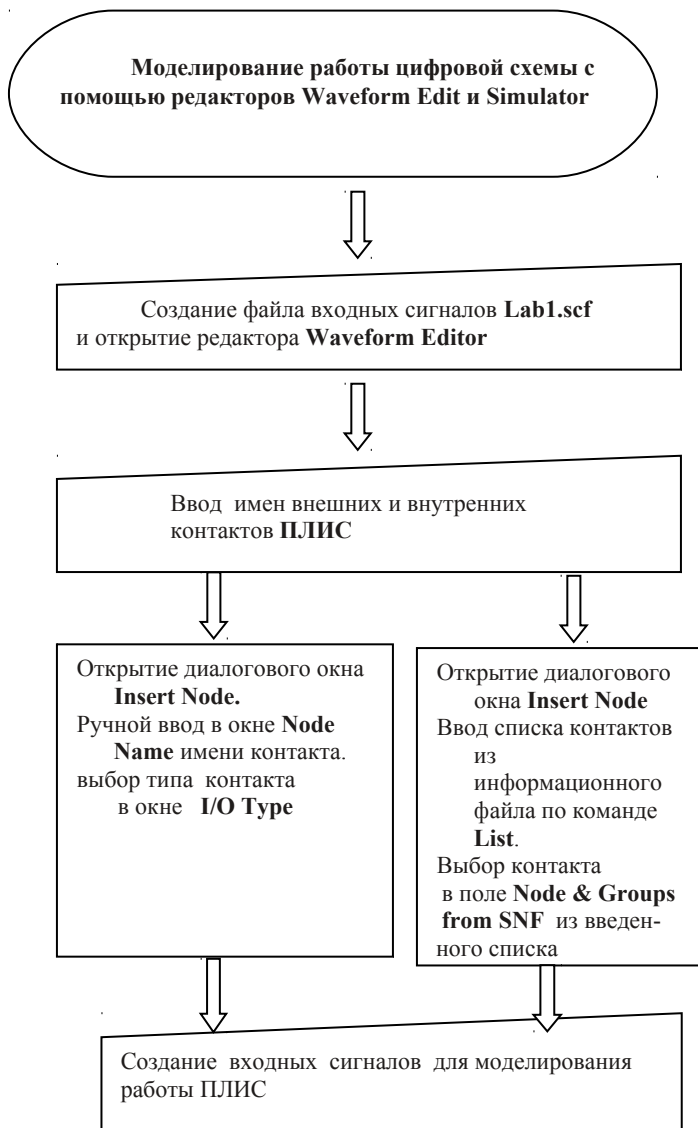 Моделирование работы цифровой схемы с
помощью редакторов Waveform Edit и Simulator
Создание файла входных сигналов Lab1.scf
и открытие редактора Waveform Editor
Ввод имен внешних и внутренних
контактов ПЛИС
Открытие диалогового окна
Insert Node.
Ручной ввод в окне Node
Name имени контакта.
выбор типа контакта
в окне I/O Type
Открытие диалогового
окна Insert Node
Ввод списка контактов
из
информационного
файла по команде
List.
Выбор контакта
в поле Node & Groups
from SNF из введен-
ного списка
Создание входных сигналов для моделирования
работы ПЛИС